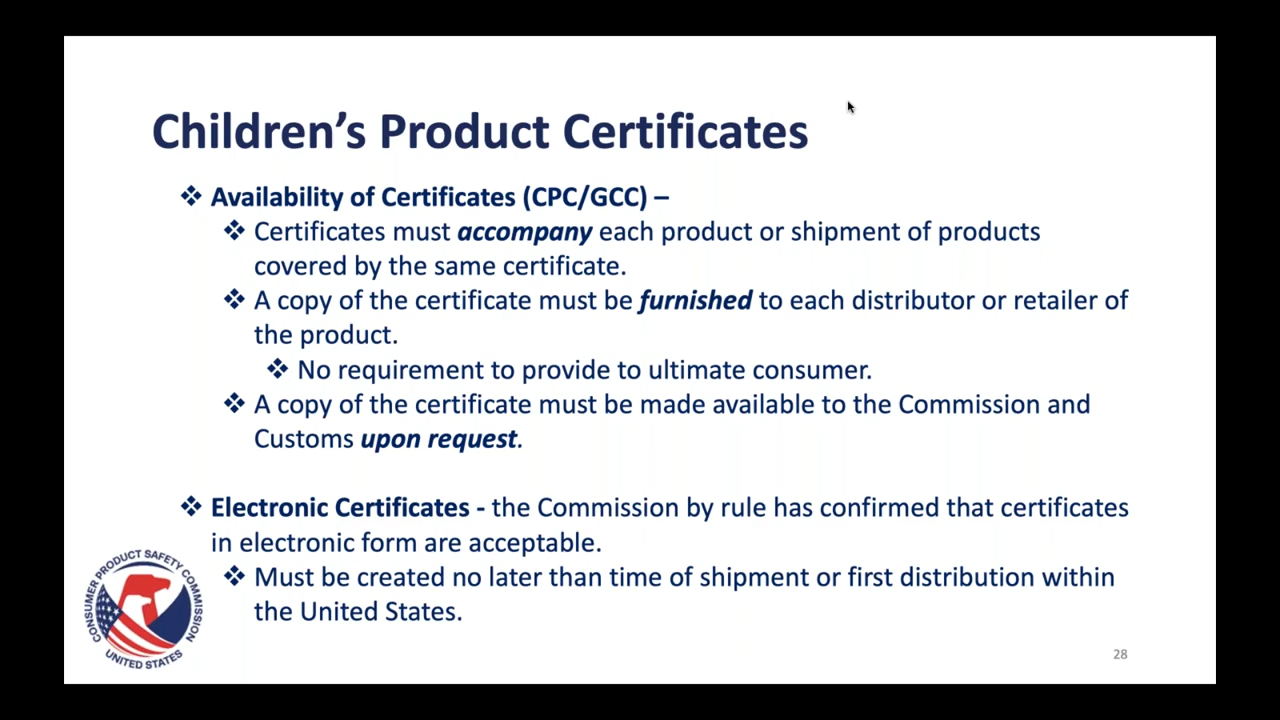 Children's Product Certificates
❖ Availability of Certificates (CPC/GCC) –
❖ Certificates must accompany each product or shipment of products
covered by the same certificate.
❖ A copy of the certificate must be furnished to each distributor or retailer of
the product.
❖ No requirement to provide to ultimate consumer.
❖ A copy of the certificate must be made available to the Commission and
Customs upon request.
❖ Electronic Certificates - the Commission by rule has confirmed that certificates
in electronic form are acceptable.
❖ Must be created no later than time of shipment or first distribution within
the United States.
CONSUMER PRODUCT SAFETY COMMISSION
UNITED STATES
28